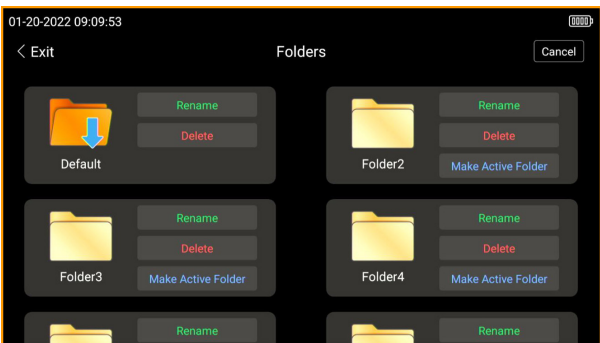 01-20-2022 09:09:53
Exit
Folders
Cancel
Rename
Delete
Default
Rename
Delete
Make Active Folder
Folder2
Rename
Delete
Make Active Folder
Folder3
Rename
Delete
Make Active Folder
Folder4
Rename
Rename